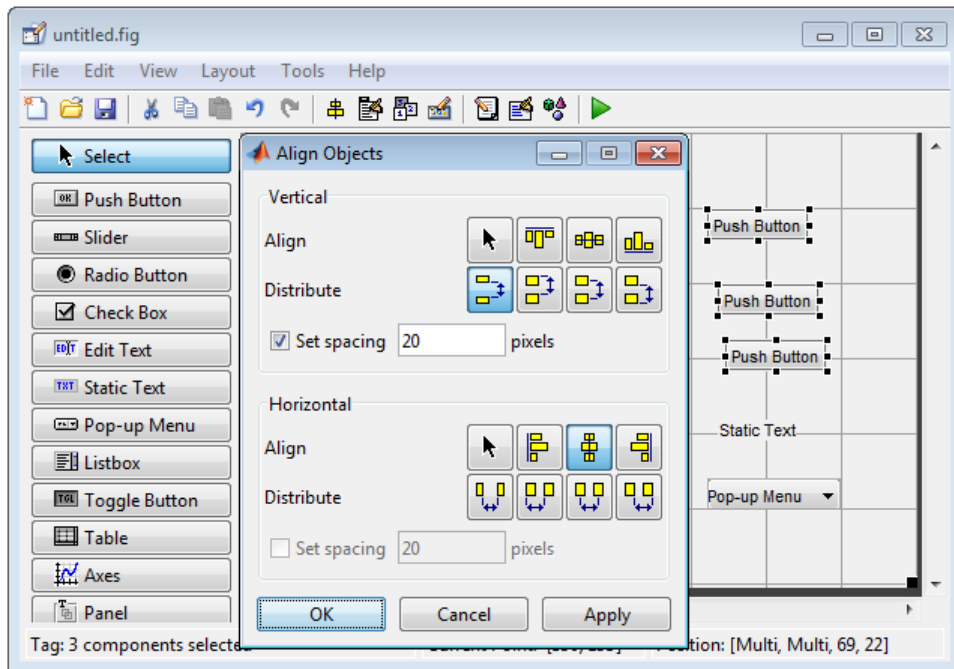 untitled.fig
File Edit View Layout Tools Help
Select
Push Button
Slider
Radio Button
Check Box
Edit Text
Static Text
Pop-up Menu
Listbox
Toggle Button
Table
Axes
Panel
Align Objects
Vertical
Align
Distribute
Set spacing 20 pixels
Horizontal
Align
Distribute
Set spacing 20 pixels
OK Cancel Apply
Push Button
Push Button
Push Button
Static Text
Pop-up Menu
Tag: 3 components selected
Position: [Multi, Multi, 69, 22]